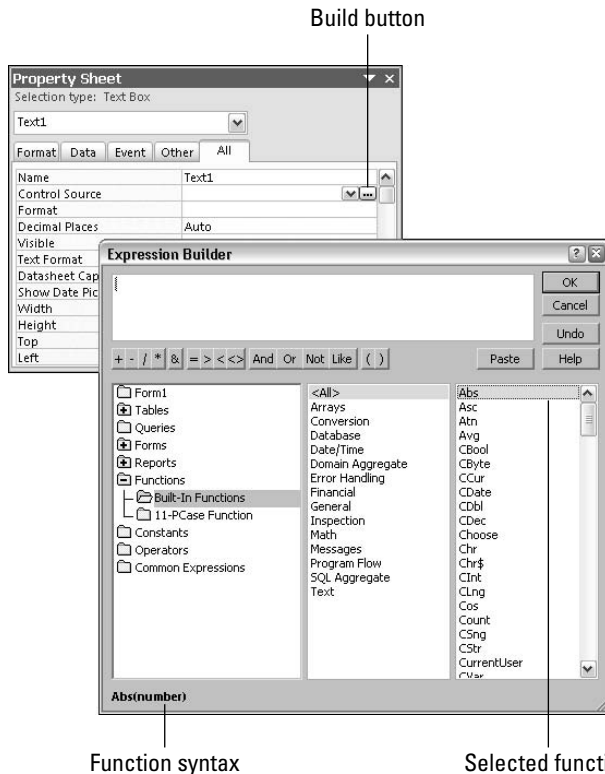 Build button
Property Sheet
Selection type: Text Box
Text1
Format Data Event Other All
Name Text1
Control Source
Format
Decimal Places Auto
Visible
Text Format
Datasheet Cap
Show Date Pic
Width
Height
Top
Left
Expression Builder
OK
Cancel
Undo
+ - / * & = > < <> And Or Not Like ( ) Paste Help
Form1
Tables
Queries
Forms
Reports
Functions
Built-In Functions
11-PCase Function
Constants
Operators
Common Expressions
<All>
Arrays
Conversion
Database
Date/Time
Domain Aggregate
Error Handling
Financial
General
Inspection
Math
Messages
Program Flow
SQL Aggregate
Text
Abs
Asc
Atn
Avg
CBool
CByte
CCur
CDate
CDbl
CDec
Choose
Chr
Chr$
CInt
CLng
Cos
Count
CSng
CStr
CurrentUser
CVar
Abs(number)
Function syntax
Selected functi